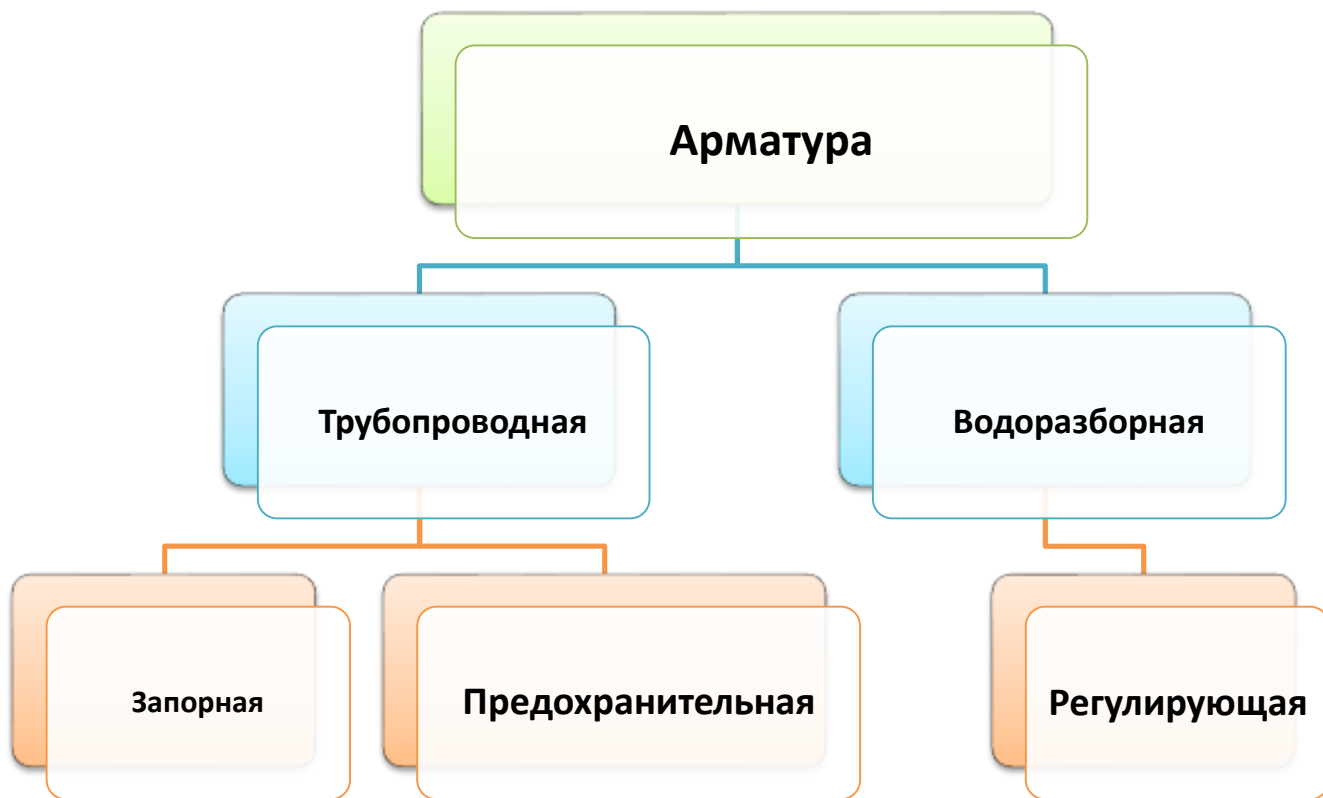 Арматура
Трубопроводная
Водоразборная
Запорная
Предохранительная
Регулирующая